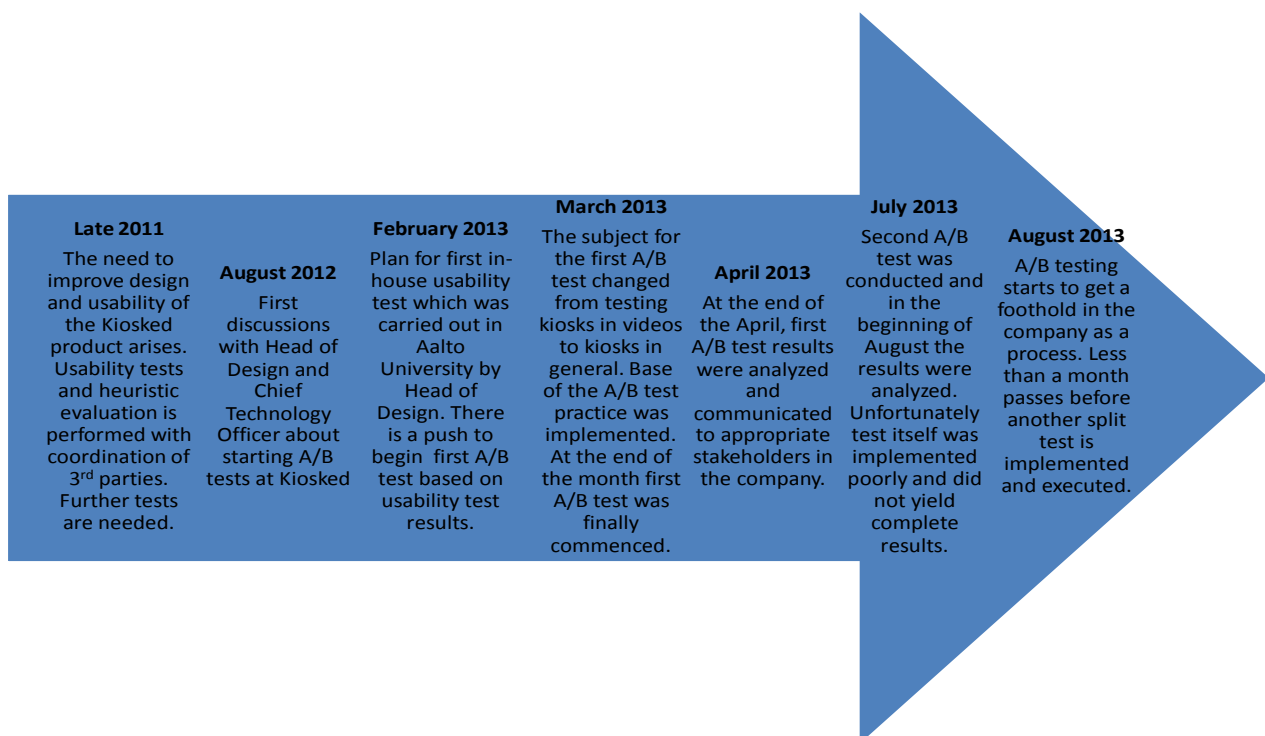 Late 2011
The need to
improve design
and usability of
the Kiosked
product arises.
Usability tests
and heuristic
evaluation is
performed with
coordination of
3rd parties.
Further tests
are needed.
August 2012
First
discussions
with Head of
Design and
Chief
Technology
Officer about
starting A/B
tests at Kiosked
February 2013
Plan for first in-
house usability
test which was
carried out in
Aalto
University by
Head of
Design. There
is a push to
begin first A/B
test based on
usability test
results.
March 2013
The subject for
the first A/B
test changed
from testing
kiosks in videos
to kiosks in
general. Base
of the A/B test
practice was
implemented.
At the end of
the month first
A/B test was
finally
commenced.
April 2013
At the end of
the April, first
A/B test results
were analyzed
and
communicated
to appropriate
stakeholders in
the company.
July 2013
Second A/B
test was
conducted and
in the
beginning of
August the
results were
analyzed.
Unfortunately
test itself was
implemented
poorly and did
not yield
complete
results.
August 2013
A/B testing
starts to get a
foothold in the
company as a
process. Less
than a month
passes before
another split
test is
implemented
and executed.